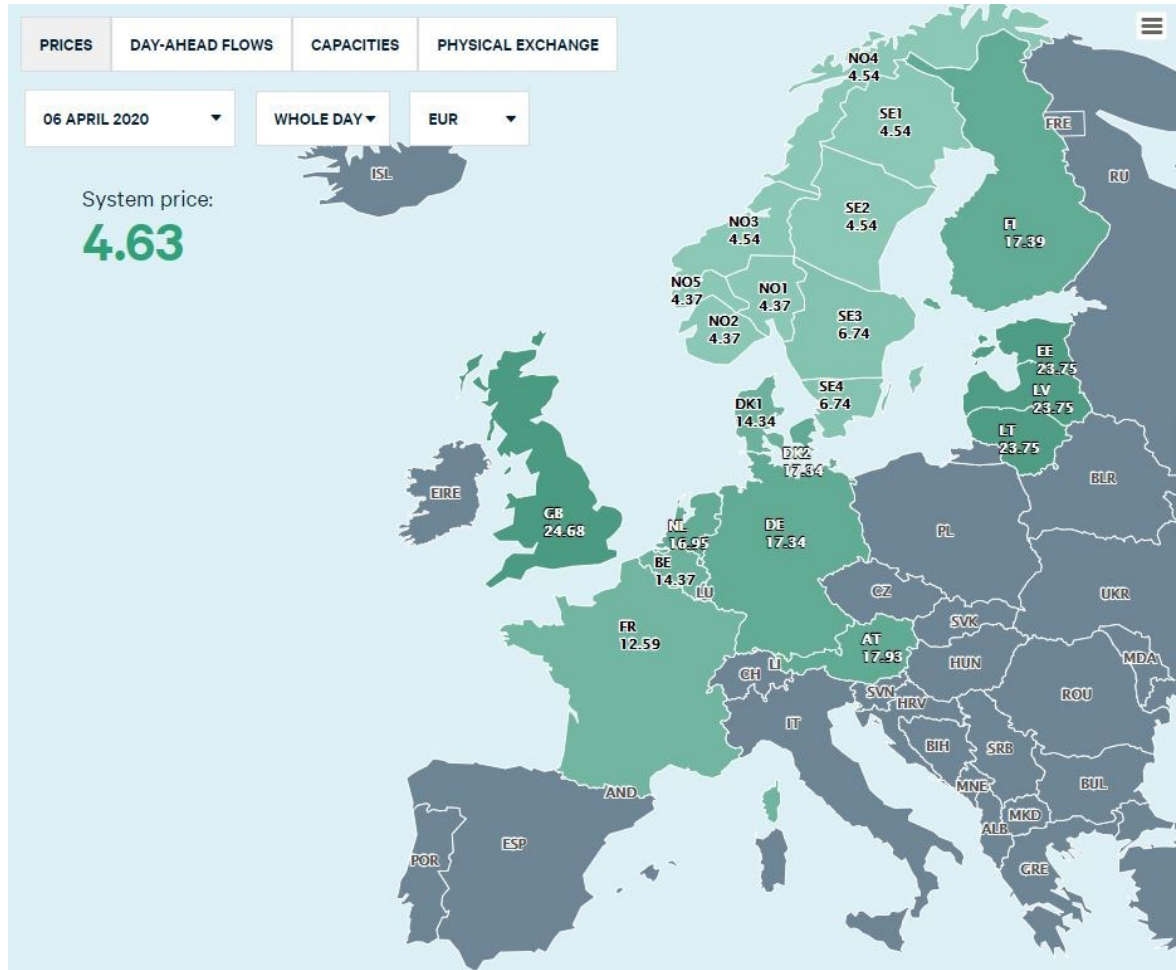 PRICES
DAY-AHEAD FLOWS
CAPACITIES
PHYSICAL EXCHANGE
06 APRIL 2020
WHOLE DAY
EUR
System price:
4.63
ISL
NO4
4.54
SE1
4.54
FRE
RU
SE2
4.54
NO3
4.54
FI
17.39
NO5
4.37
NO1
4.37
NO2
4.37
SE3
6.74
EE
23.75
SE4
6.74
LV
23.75
DK1
14.34
LT
23.75
DK2
17.34
BLR
EIRE
GB
24.68
NL
16.95
DE
17.34
PL
BE
14.37
LU
CZ
UKR
SVK
FR
12.59
AT
17.93
HUN
MDA
LI
CH
SVN
HRV
ROU
IT
BIH
SRB
MNE
BUL
AND
MKD
ALB
ESP
POR
GRE